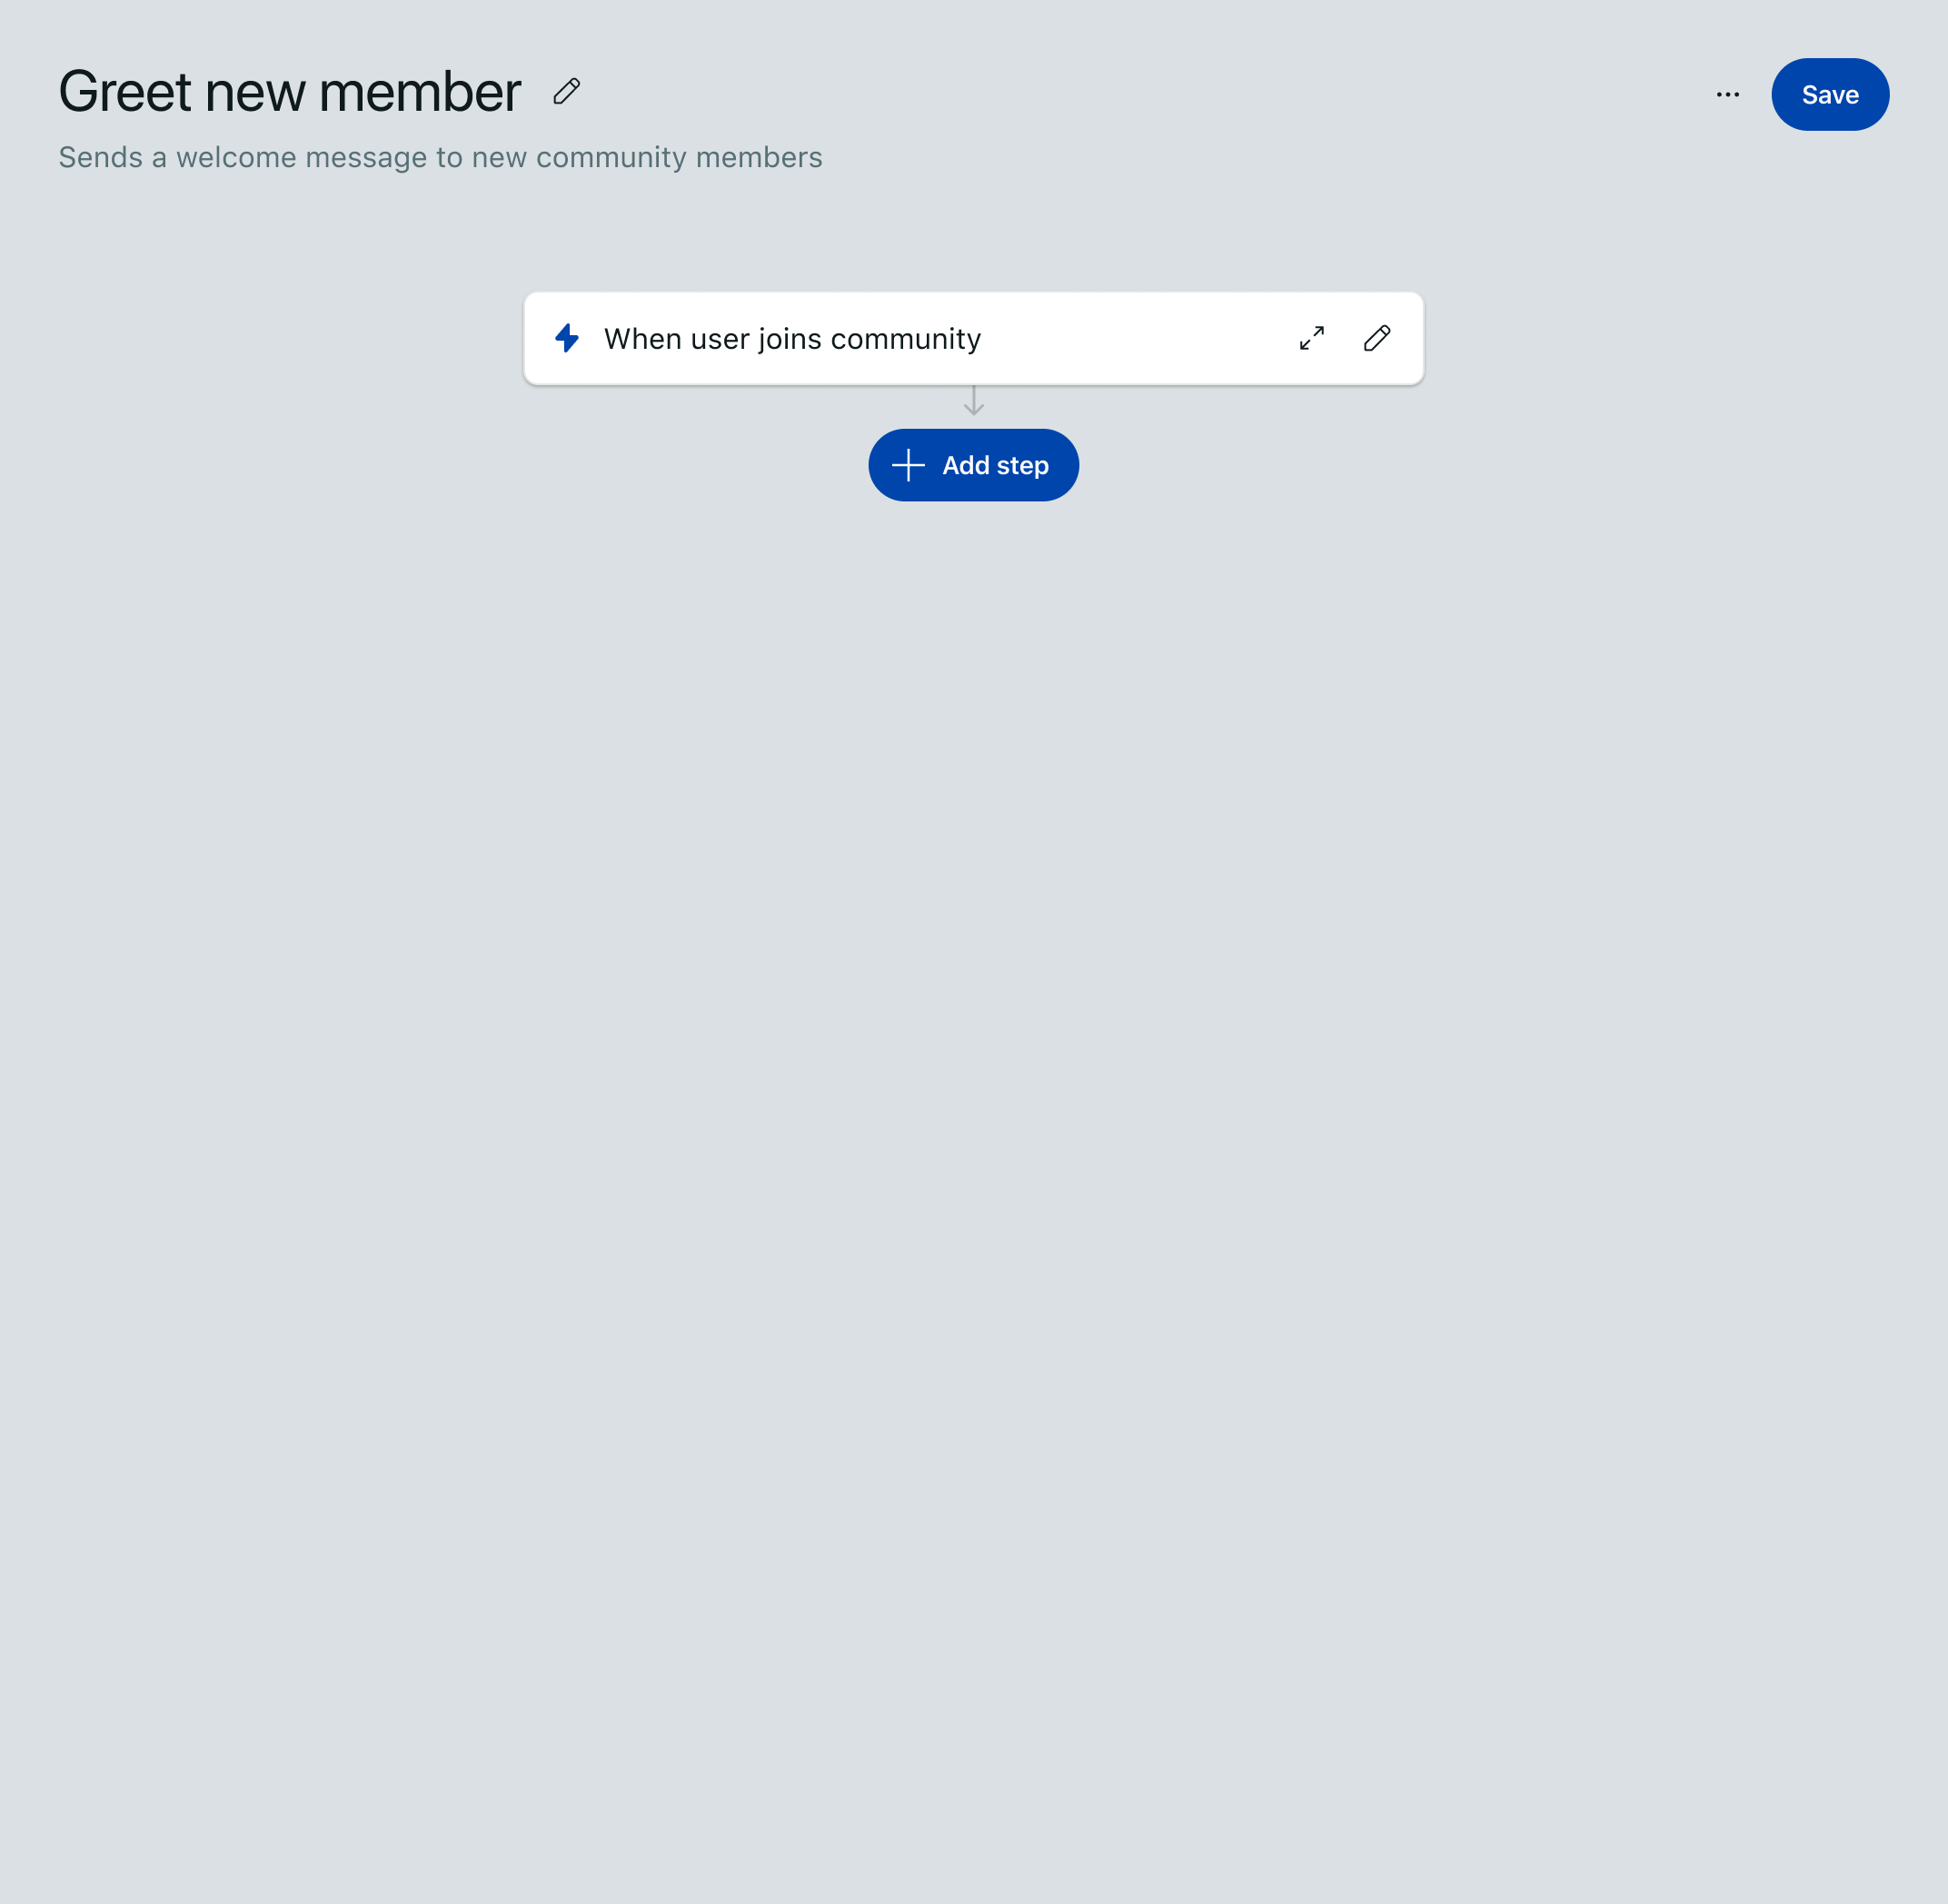 Greet new member
Save
Sends a welcome message to new community members
When user joins community
Add step